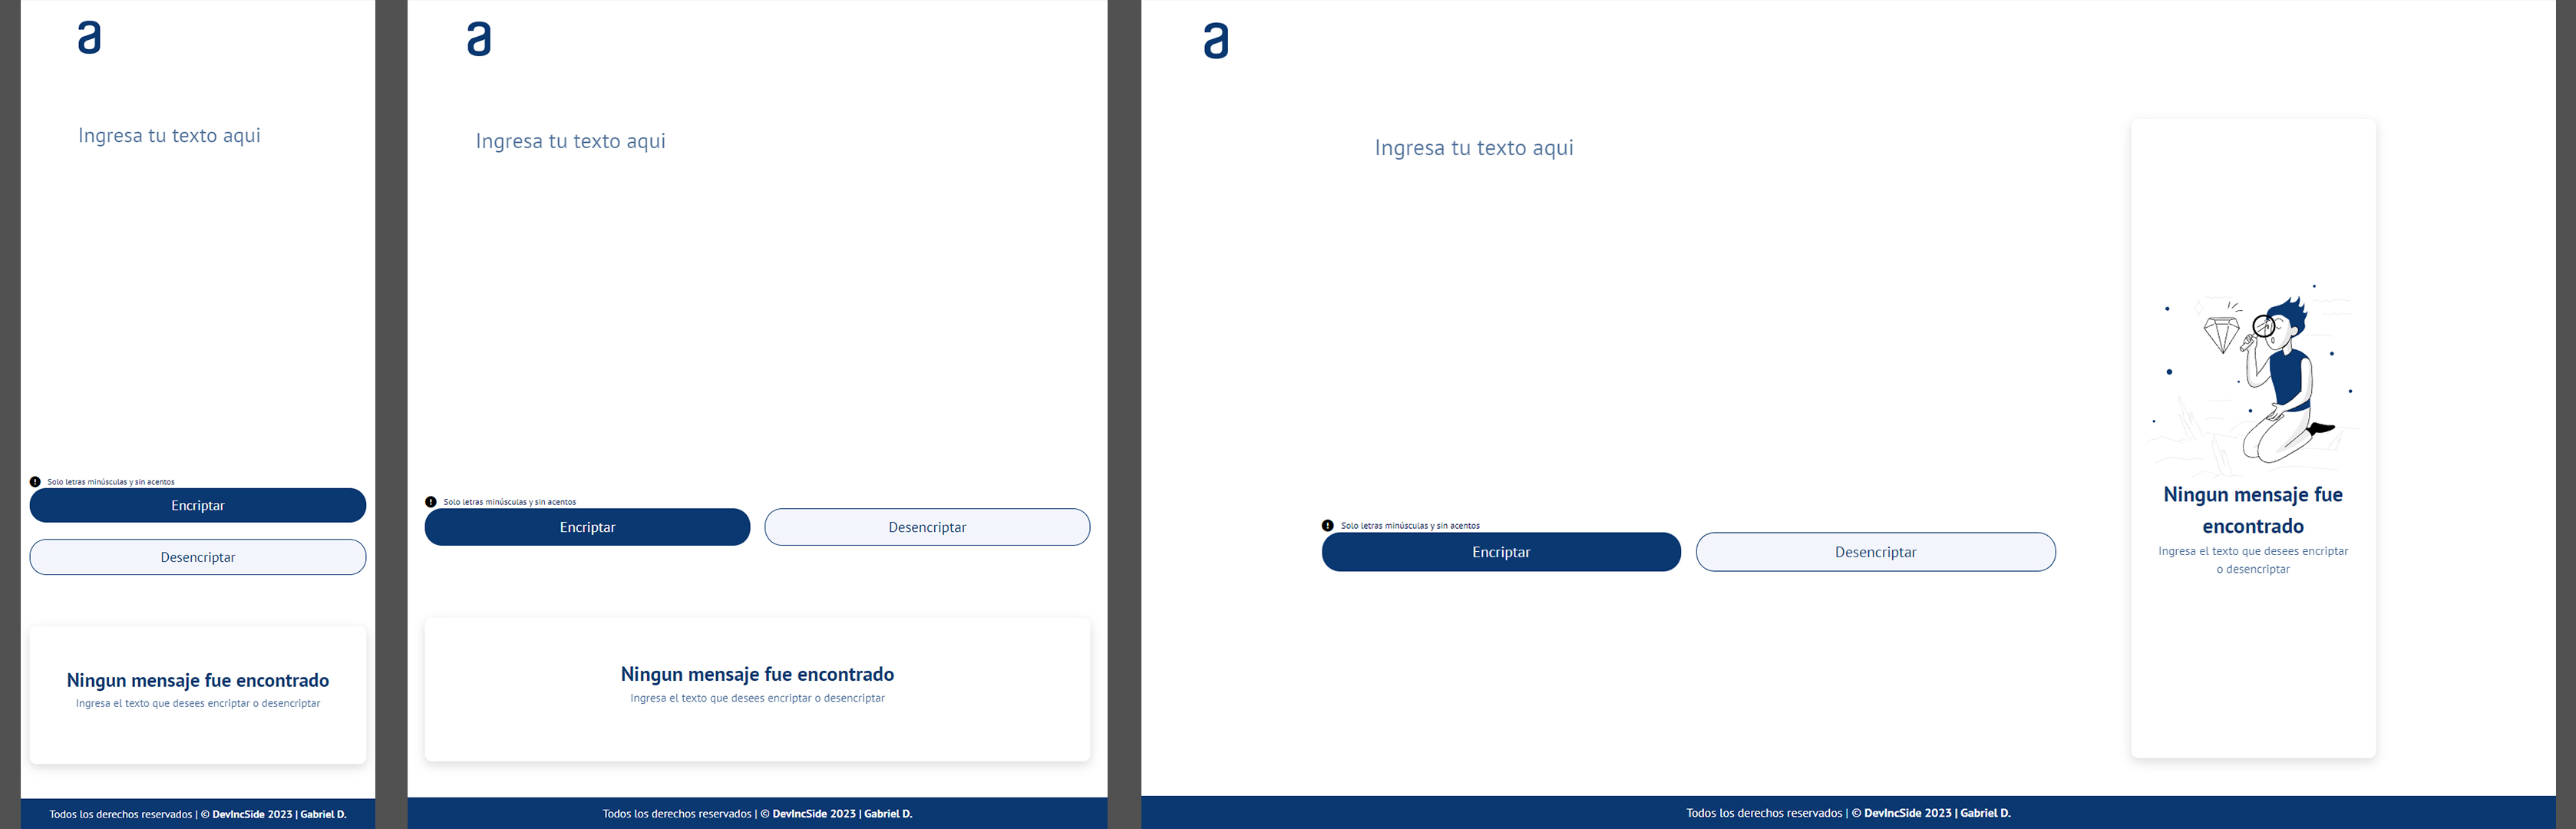 a
Ingresa tu texto aqui
Solo letras minúsculas y sin acentos
Encriptar
Desencriptar
Ningun mensaje fue encontrado
Ingresa el texto que desees encriptar o desencriptar
Todos los derechos reservados | © DevIncSide 2023 | Gabriel D.
a
Ingresa tu texto aqui
Solo letras minúsculas y sin acentos
Encriptar
Desencriptar
Ningun mensaje fue encontrado
Ingresa el texto que desees encriptar o desencriptar
Todos los derechos reservados | © DevIncSide 2023 | Gabriel D.
a
Ingresa tu texto aqui
Solo letras minúsculas y sin acentos
Encriptar
Desencriptar
Ningun mensaje fue
encontrado
Ingresa el texto que desees encriptar
o desencriptar
Todos los derechos reservados | © DevIncSide 2023 | Gabriel D.